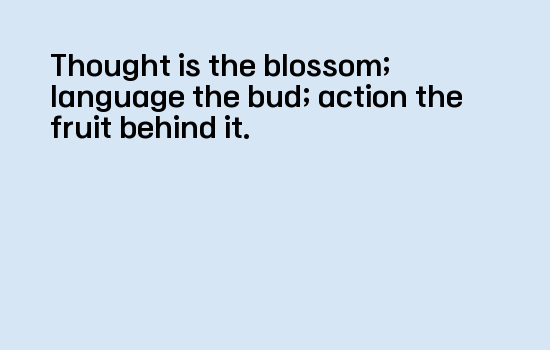 Thought is the blossom;
language the bud; action the
fruit behind it.